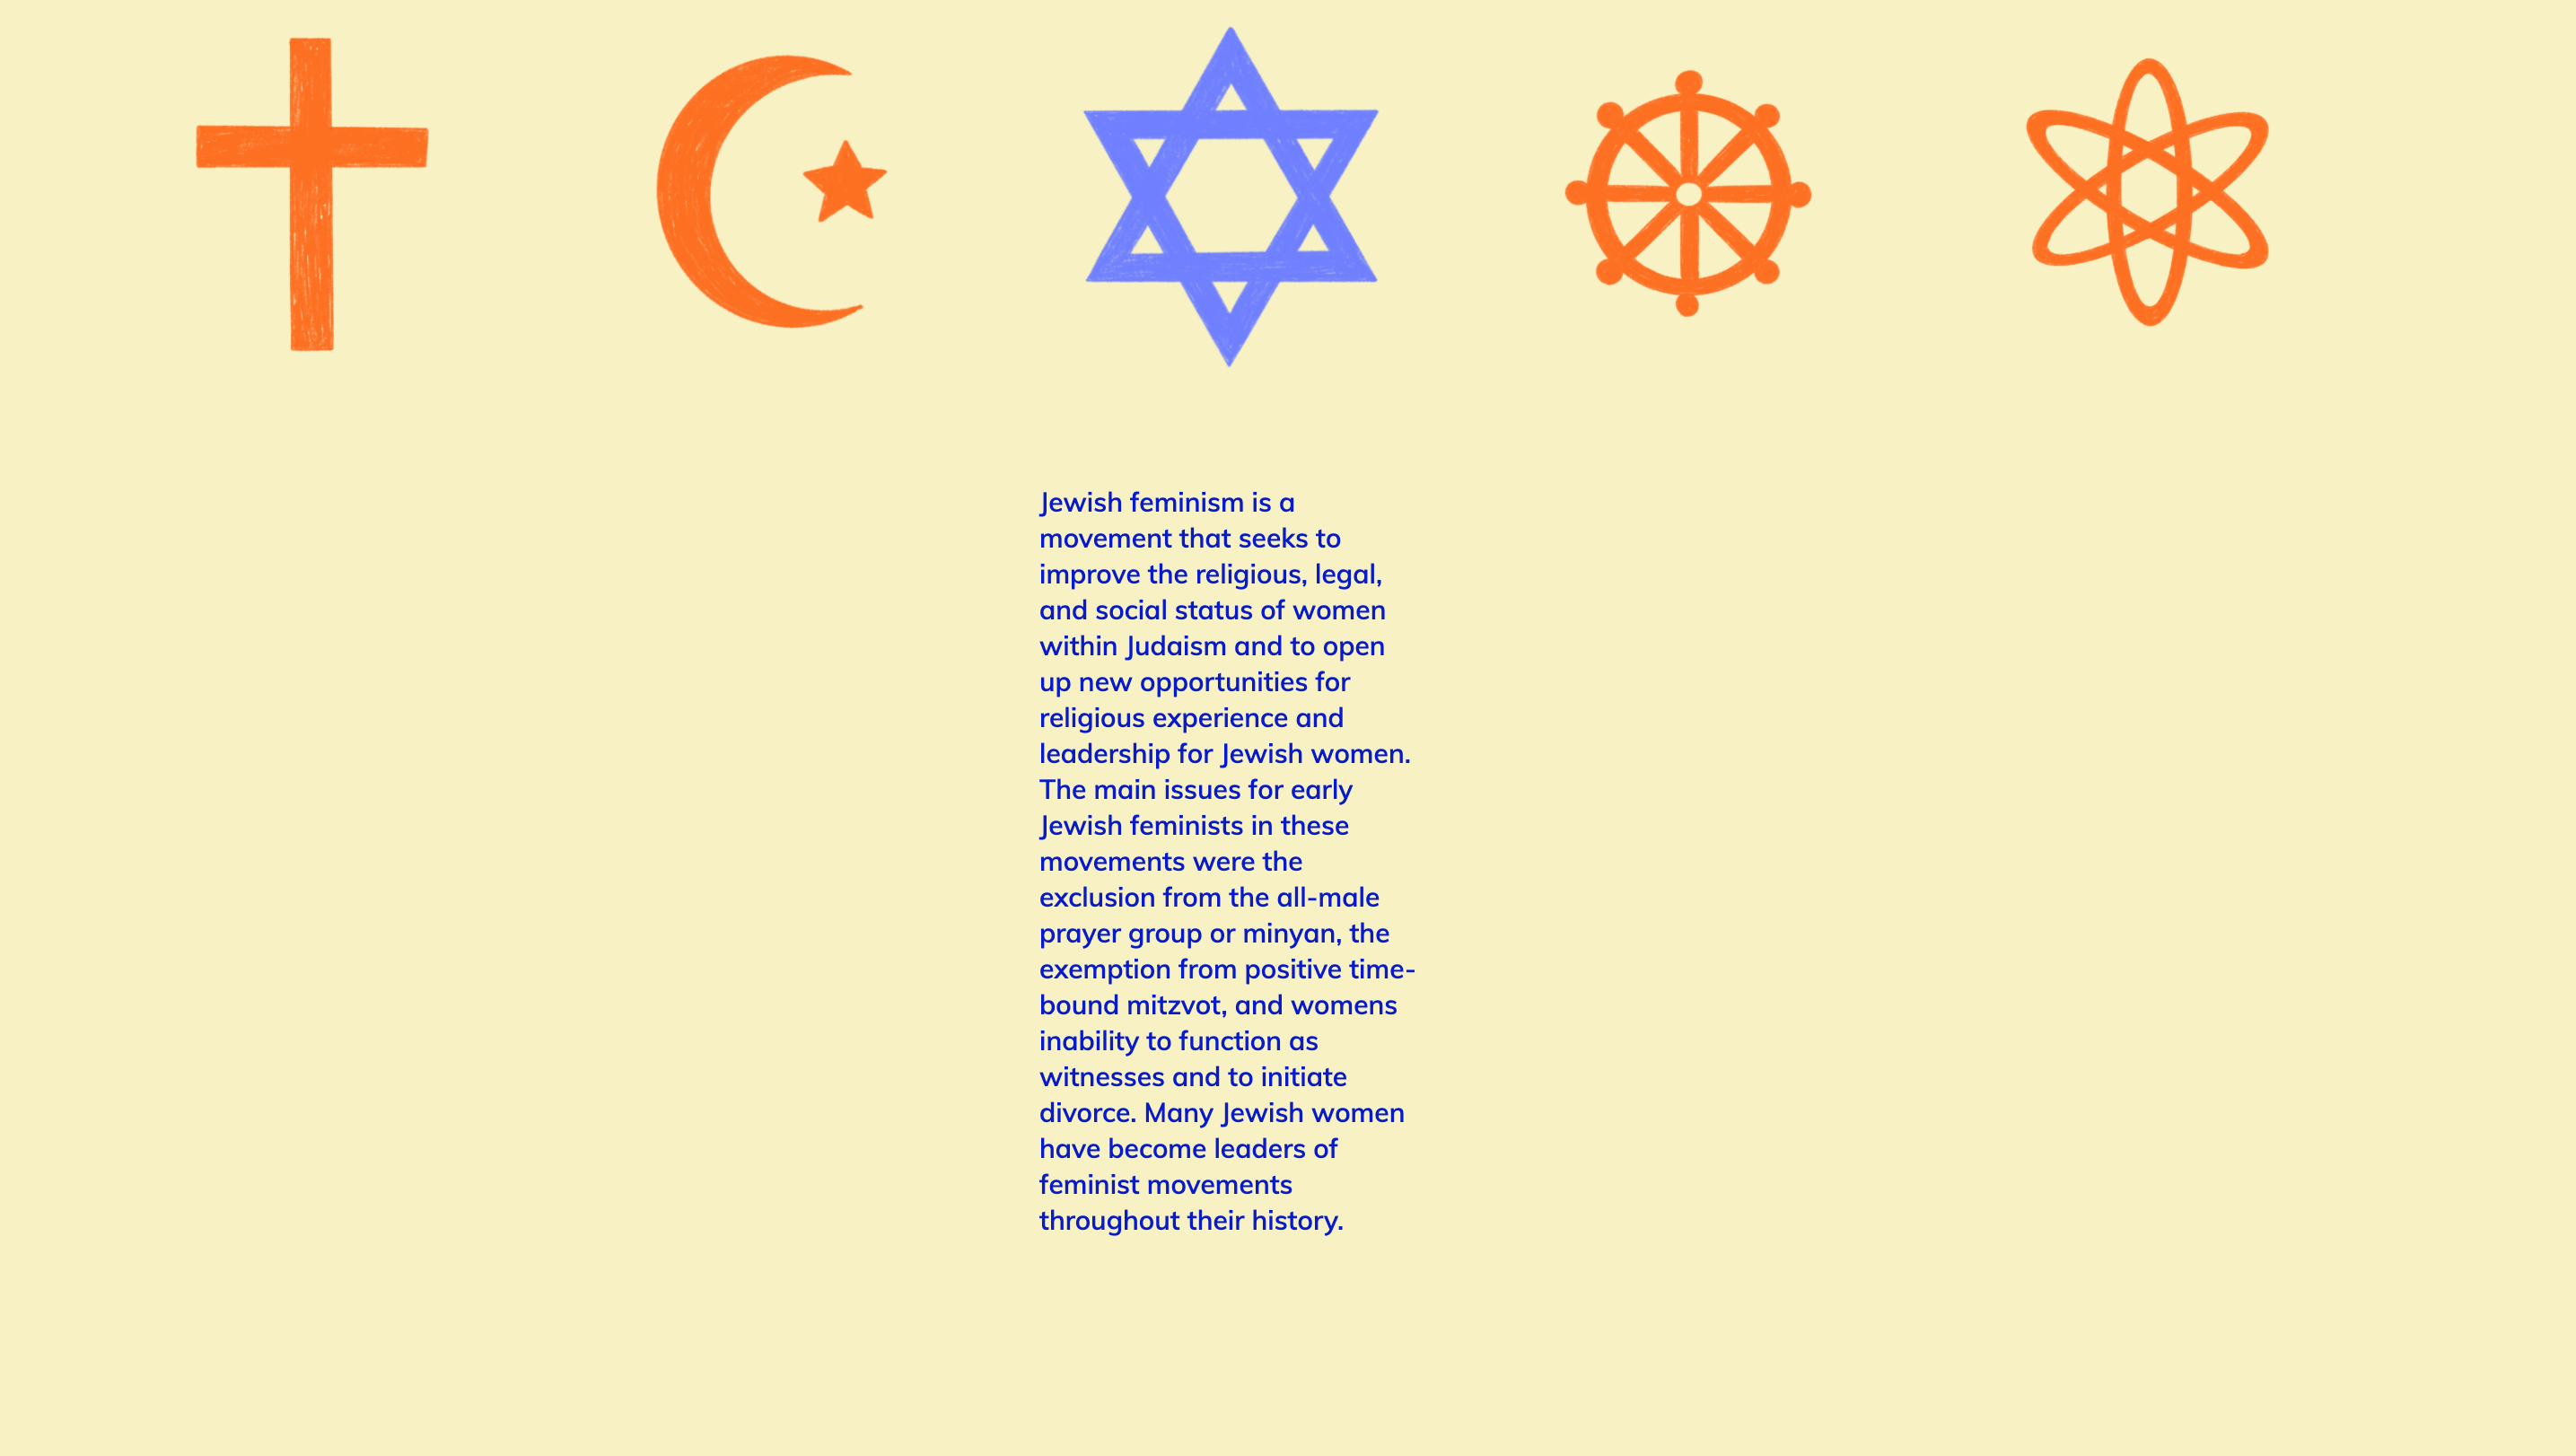 Jewish feminism is a
movement that seeks to
improve the religious, legal,
and social status of women
within Judaism and to open
up new opportunities for
religious experience and
leadership for Jewish women.
The main issues for early
Jewish feminists in these
movements were the
exclusion from the all-male
prayer group or minyan, the
exemption from positive time-
bound mitzvot, and womens
inability to function as
witnesses and to initiate
divorce. Many Jewish women
have become leaders of
feminist movements
throughout their history.